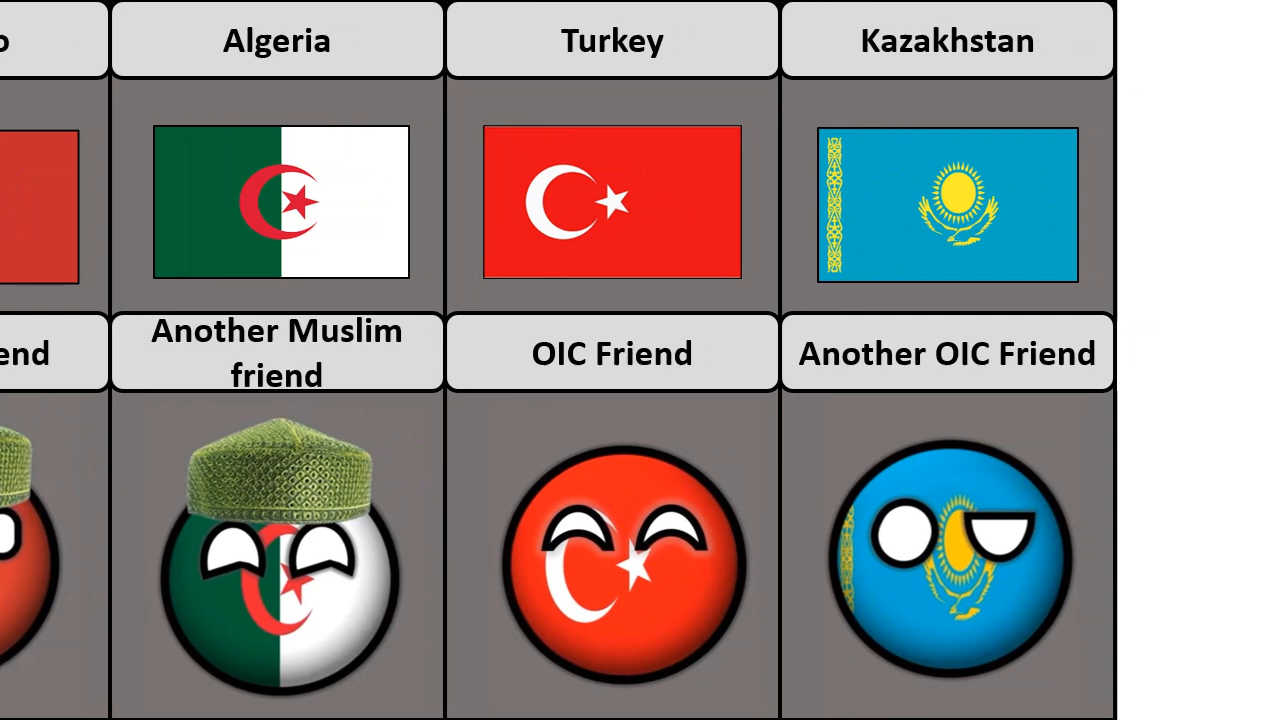 o
Algeria
Turkey
Kazakhstan
end
Another Muslim
friend
OIC Friend
Another OIC Friend